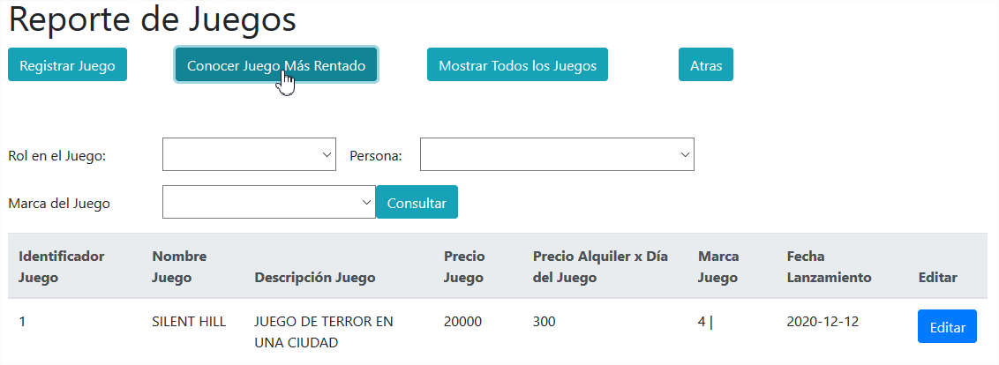 Reporte de Juegos
Registrar Juego Conocer Juego Más Rentado Mostrar Todos los Juegos Atras
Rol en el Juego: Persona:
Marca del Juego Consultar
Identificador Juego Nombre Juego Descripción Juego Precio Juego Precio Alquiler x Día del Juego Marca Juego Fecha Lanzamiento Editar
1 SILENT HILL JUEGO DE TERROR EN UNA CIUDAD 20000 300 4 | 2020-12-12 Editar